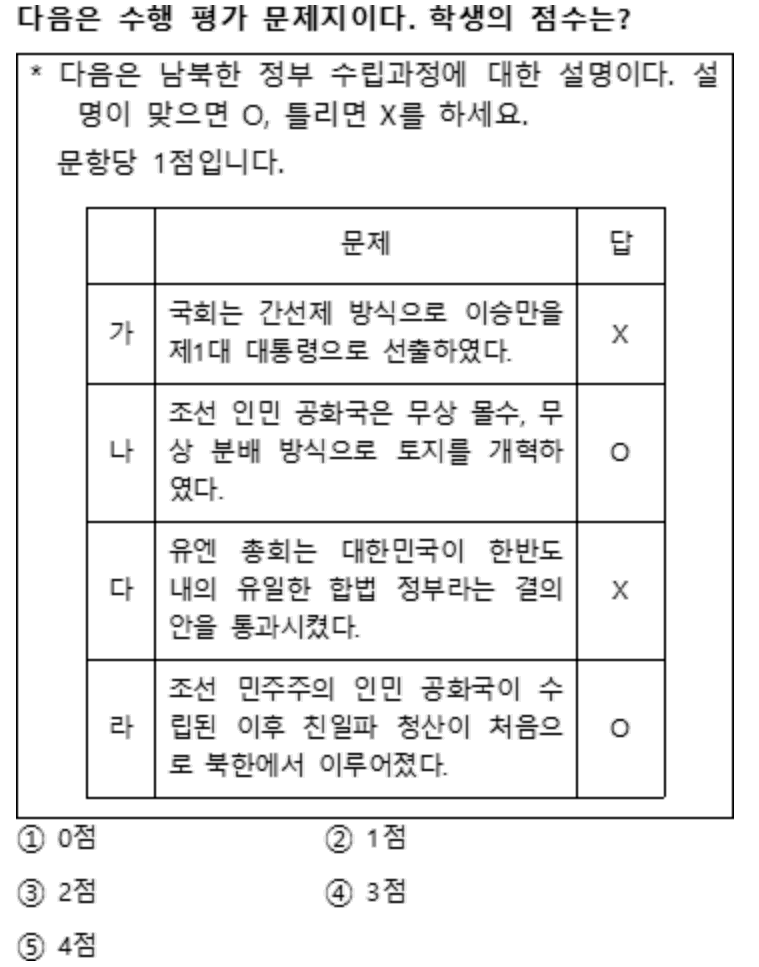 다음은 수행 평가 문제지이다. 학생의 점수는?
* 다음은 남북한 정부 수립과정에 대한 설명이다. 설
명이 맞으면 O, 틀리면 X를 하세요.
문항당 1점입니다.
문제 답
가 국회는 간선제 방식으로 이승만을 X
제1대 대통령으로 선출하였다.
조선 인민 공화국은 무상 몰수, 무
나 상 분배 방식으로 토지를 개혁하 O
였다.
유엔 총회는 대한민국이 한반도
다 내의 유일한 합법 정부라는 결의 X
안을 통과시켰다.
조선 민주주의 인민 공화국이 수
라 립된 이후 친일파 청산이 처음으 O
로 북한에서 이루어졌다.
① 0점 ② 1점
③ 2점 ④ 3점
⑤ 4점